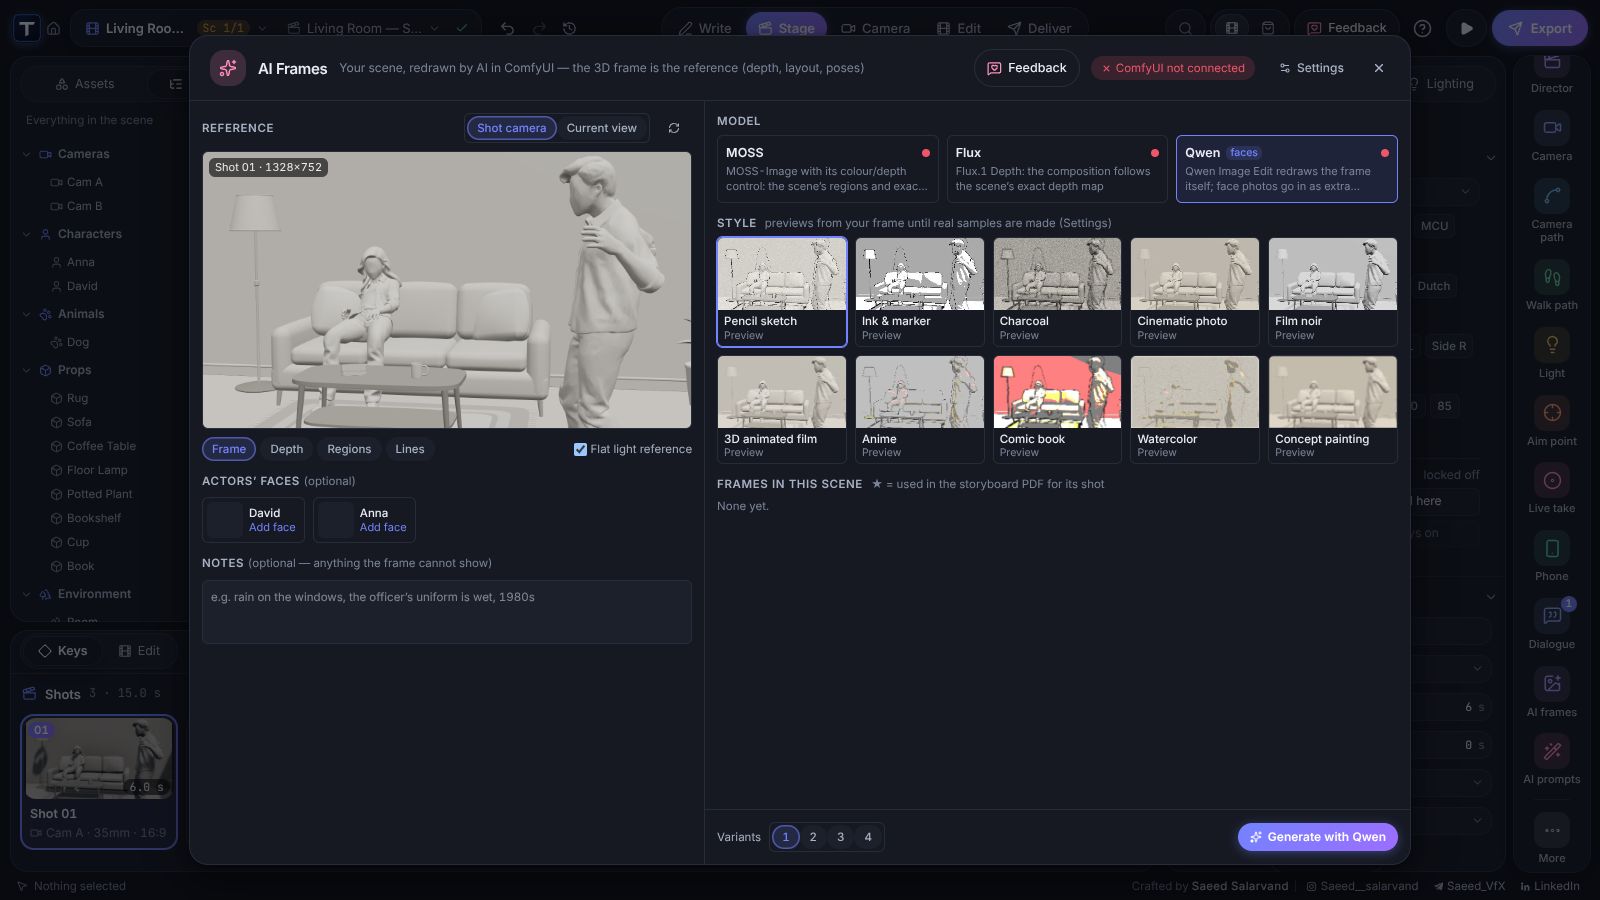 T
Living Roo...
Sc 1/1
Living Room — S...
Write
Stage
Camera
Edit
Deliver
Feedback
Export
AI Frames
Your scene, redrawn by AI in ComfyUI — the 3D frame is the reference (depth, layout, poses)
Feedback
× ComfyUI not connected
Settings
Assets
Everything in the scene
Cameras
Cam A
Cam B
Characters
Anna
David
Animals
Dog
Props
Rug
Sofa
Coffee Table
Floor Lamp
Potted Plant
Bookshelf
Cup
Book
Environment
Room
Keys
Edit
Shots 3 · 15.0 s
01
6.0 s
Shot 01
Cam A · 35mm · 16:9
REFERENCE
Shot camera
Current view
Shot 01 · 1328×752
Frame
Depth
Regions
Lines
Flat light reference
ACTORS’ FACES (optional)
David
Add face
Anna
Add face
NOTES (optional — anything the frame cannot show)
e.g. rain on the windows, the officer’s uniform is wet, 1980s
MODEL
MOSS
MOSS-Image with its colour/depth
control: the scene’s regions and exac...
Flux
Flux.1 Depth: the composition follows
the scene’s exact depth map
Qwen faces
Qwen Image Edit redraws the frame
itself; face photos go in as extra...
STYLE previews from your frame until real samples are made (Settings)
Pencil sketch
Preview
Ink & marker
Preview
Charcoal
Preview
Cinematic photo
Preview
Film noir
Preview
3D animated film
Preview
Anime
Preview
Comic book
Preview
Watercolor
Preview
Concept painting
Preview
FRAMES IN THIS SCENE ★ = used in the storyboard PDF for its shot
None yet.
Variants
1
2
3
4
Generate with Qwen
Lighting
MCU
Dutch
Side R
85
locked off
here
on
6 s
0 s
Director
Camera
Camera
path
Walk path
Light
Aim point
Live take
Phone
1
Dialogue
AI frames
AI prompts
More
Nothing selected
Crafted by Saeed Salarvand
Saeed__salarvand
Saeed_VfX
LinkedIn